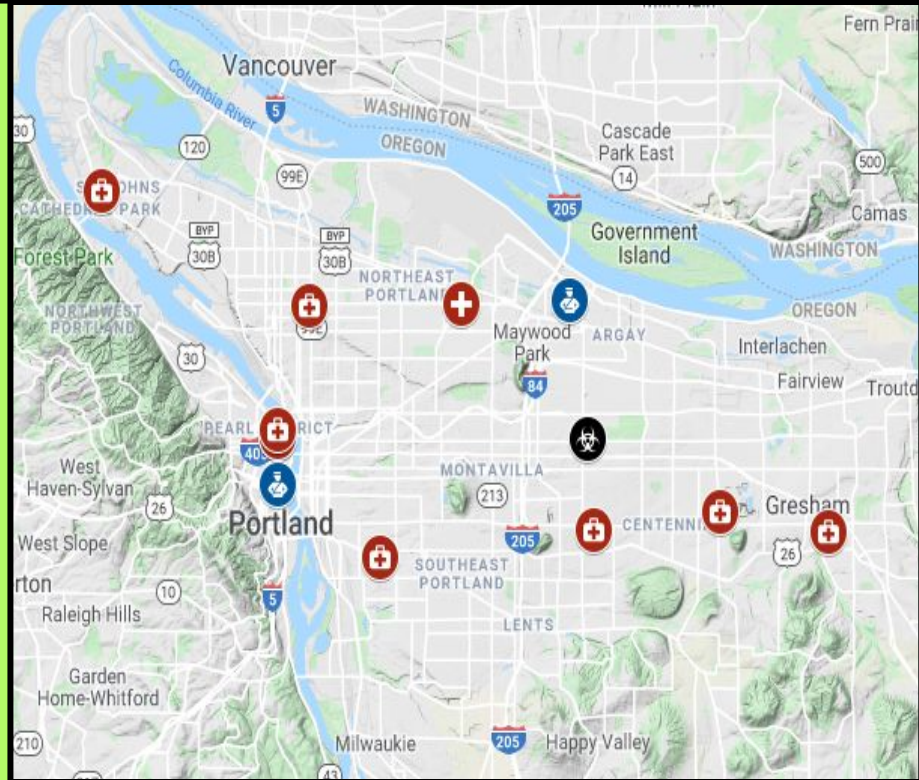 Fern Prair
Vancouver
5
Columbia River
WASHINGTON
OREGON
Cascade
Park East
14
30
120
99E
500
JOHNS
CATHEDRAL PARK
205
Camas
Government
Island
BYP
30B
BYP
30B
WASHINGTON
Forest Park
NORTHEAST
PORTLAND
OREGON
NORTHWEST
PORTLAND
99E
Maywood
Park
ARGAY
Interlachen
30
84
Fairview
Troutd
PEARL DISTRICT
405
West
Haven-Sylvan
MONTAVILLA
213
26
Gresham
Portland
CENTENNI
205
26
West Slope
SOUTHEAST
PORTLAND
rton
10
5
Raleigh Hills
LENTS
Garden
Home-Whitford
210
Milwaukie
205
Happy Valley
43